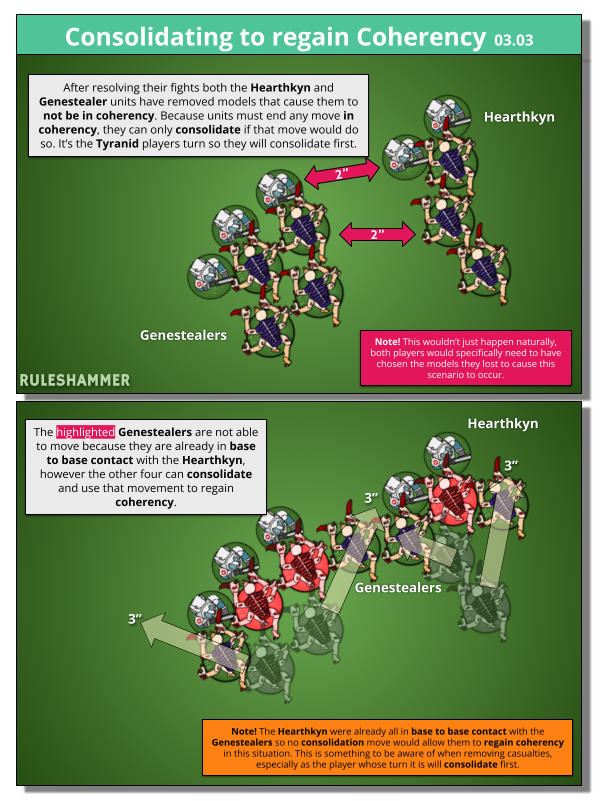 Consolidating to regain Coherency 03.03
After resolving their fights both the Hearthkyn and
Genestealer units have removed models that cause them to
not be in coherency. Because units must end any move in
coherency, they can only consolidate if that move would do
so. It's the Tyranid players turn so they will consolidate first.
Hearthkyn
2”
2”
Genestealers
Note! This wouldn't just happen naturally,
both players would specifically need to have
chosen the models they lost to cause this
scenario to occur.
RULESHAMMER
The highlighted Genestealers are not able
to move because they are already in base
to base contact with the Hearthkyn,
however the other four can consolidate
and use that movement to regain
coherency.
Hearthkyn
3”
3”
Genestealers
3”
Note! The Hearthkyn were already all in base to base contact with the
Genestealers so no consolidation move would allow them to regain coherency
in this situation. This is something to be aware of when removing casualties,
especially as the player whose turn it is will consolidate first.